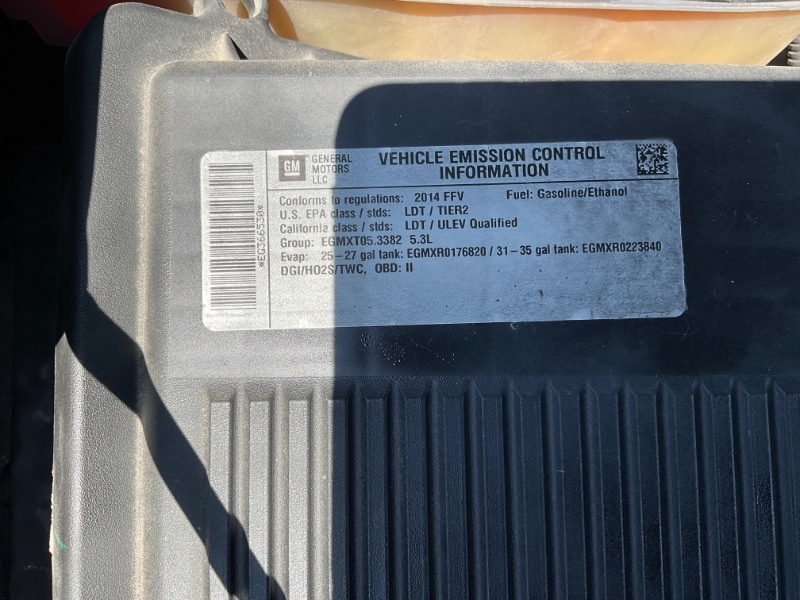 GM
GENERAL
MOTORS
LLC
VEHICLE EMISSION CONTROL
INFORMATION
Conforms to regulations: 2014 FFV Fuel: Gasoline/Ethanol
U.S. EPA class / stds: LDT / TIER2
California class / stds: LDT / ULEV Qualified
Group: EGMXT05.3382 5.3L
Evap: 25-27 gal tank: EGMXR0176820 / 31-35 gal tank: EGMXR0223840
DGI/HO2S/TWC, OBD: II
*EG366530*